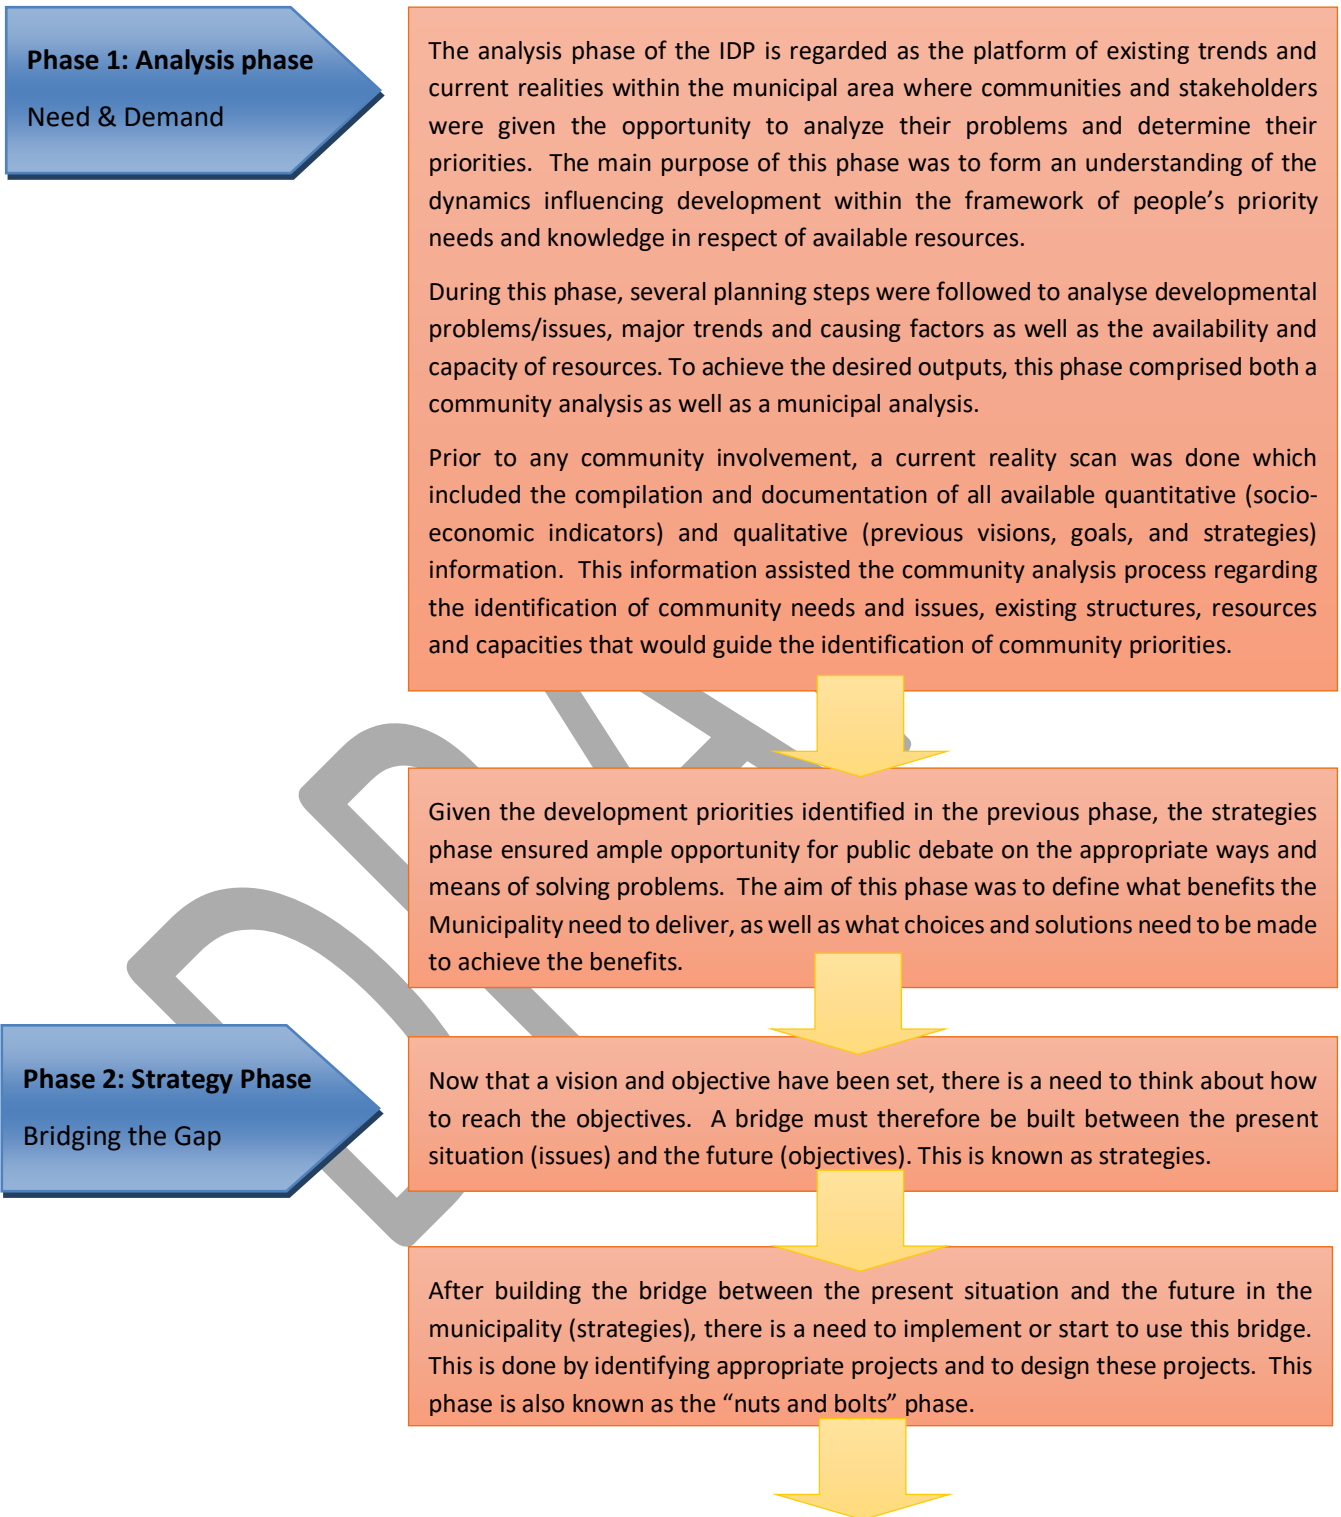 Phase 1: Analysis phase
Need & Demand
The analysis phase of the IDP is regarded as the platform of existing trends and
current realities within the municipal area where communities and stakeholders
were given the opportunity to analyze their problems and determine their
priorities. The main purpose of this phase was to form an understanding of the
dynamics influencing development within the framework of people’s priority
needs and knowledge in respect of available resources.
During this phase, several planning steps were followed to analyse developmental
problems/issues, major trends and causing factors as well as the availability and
capacity of resources. To achieve the desired outputs, this phase comprised both a
community analysis as well as a municipal analysis.
Prior to any community involvement, a current reality scan was done which
included the compilation and documentation of all available quantitative (socio-
economic indicators) and qualitative (previous visions, goals, and strategies)
information. This information assisted the community analysis process regarding
the identification of community needs and issues, existing structures, resources
and capacities that would guide the identification of community priorities.
Given the development priorities identified in the previous phase, the strategies
phase ensured ample opportunity for public debate on the appropriate ways and
means of solving problems. The aim of this phase was to define what benefits the
Municipality need to deliver, as well as what choices and solutions need to be made
to achieve the benefits.
Phase 2: Strategy Phase
Bridging the Gap
Now that a vision and objective have been set, there is a need to think about how
to reach the objectives. A bridge must therefore be built between the present
situation (issues) and the future (objectives). This is known as strategies.
After building the bridge between the present situation and the future in the
municipality (strategies), there is a need to implement or start to use this bridge.
This is done by identifying appropriate projects and to design these projects. This
phase is also known as the “nuts and bolts” phase.